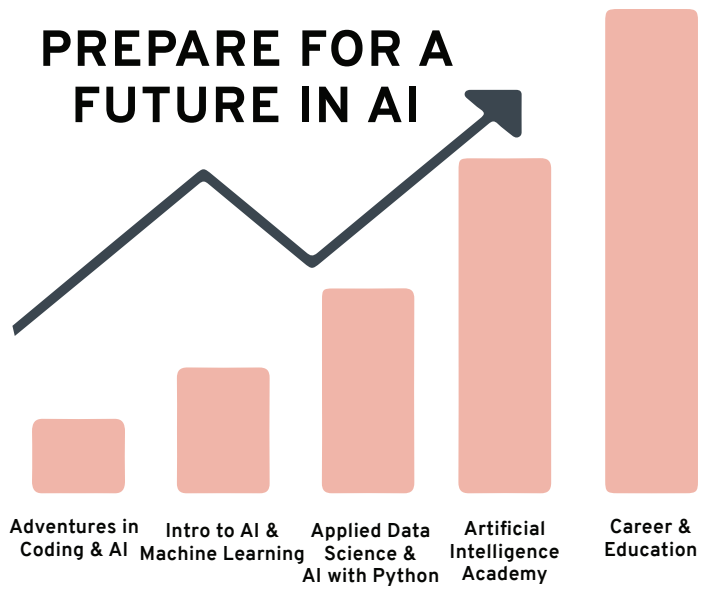 PREPARE FOR A
FUTURE IN AI
Adventures in
Coding & AI
Intro to AI &
Machine Learning
Applied Data
Science &
AI with Python
Artificial
Intelligence
Academy
Career &
Education